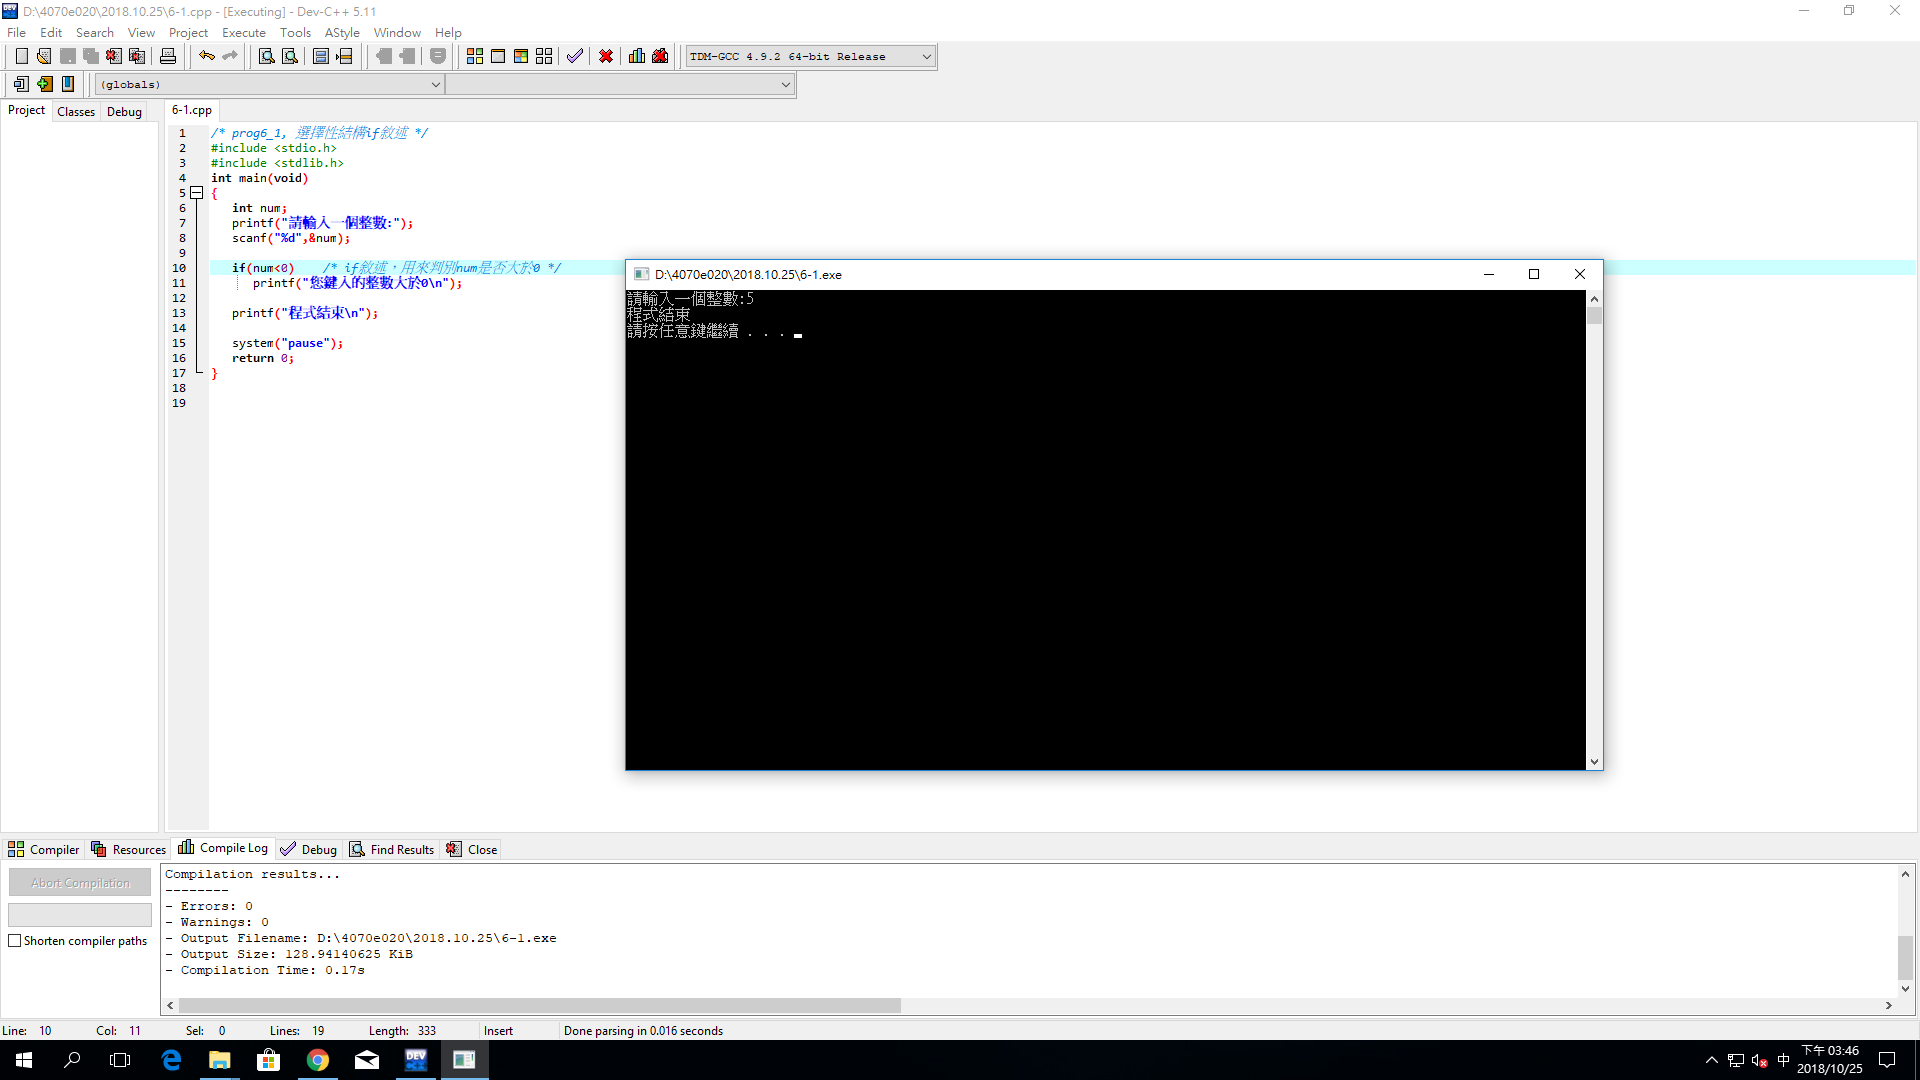 D:\4070e020\2018.10.25\6-1.cpp - [Executing] - Dev-C++ 5.11
File Edit Search View Project Execute Tools AStyle Window Help
TDM-GCC 4.9.2 64-bit Release
(globals)
Project Classes Debug
6-1.cpp
1 /* prog6_1, 選擇性結構if敘述 */
2 #include <stdio.h>
3 #include <stdlib.h>
4 int main(void)
5 {
6 int num;
7 printf("請輸入一個整數:");
8 scanf("%d",&num);
9
10 if(num<0) /* if敘述，用來判別num是否大於0 */
11 printf("您鍵入的整數大於0\n");
12
13 printf("程式結束\n");
14
15 system("pause");
16 return 0;
17 }
18
19
D:\4070e020\2018.10.25\6-1.exe
請輸入一個整數:5
程式結束
請按任意鍵繼續 . . .
Compiler Resources Compile Log Debug Find Results Close
Abort Compilation
Shorten compiler paths
Compilation results...
--------
- Errors: 0
- Warnings: 0
- Output Filename: D:\4070e020\2018.10.25\6-1.exe
- Output Size: 128.94140625 KiB
- Compilation Time: 0.17s
Line: 10 Col: 11 Sel: 0 Lines: 19 Length: 333 Insert Done parsing in 0.016 seconds
DEV C++
中
下午 03:46
2018/10/25